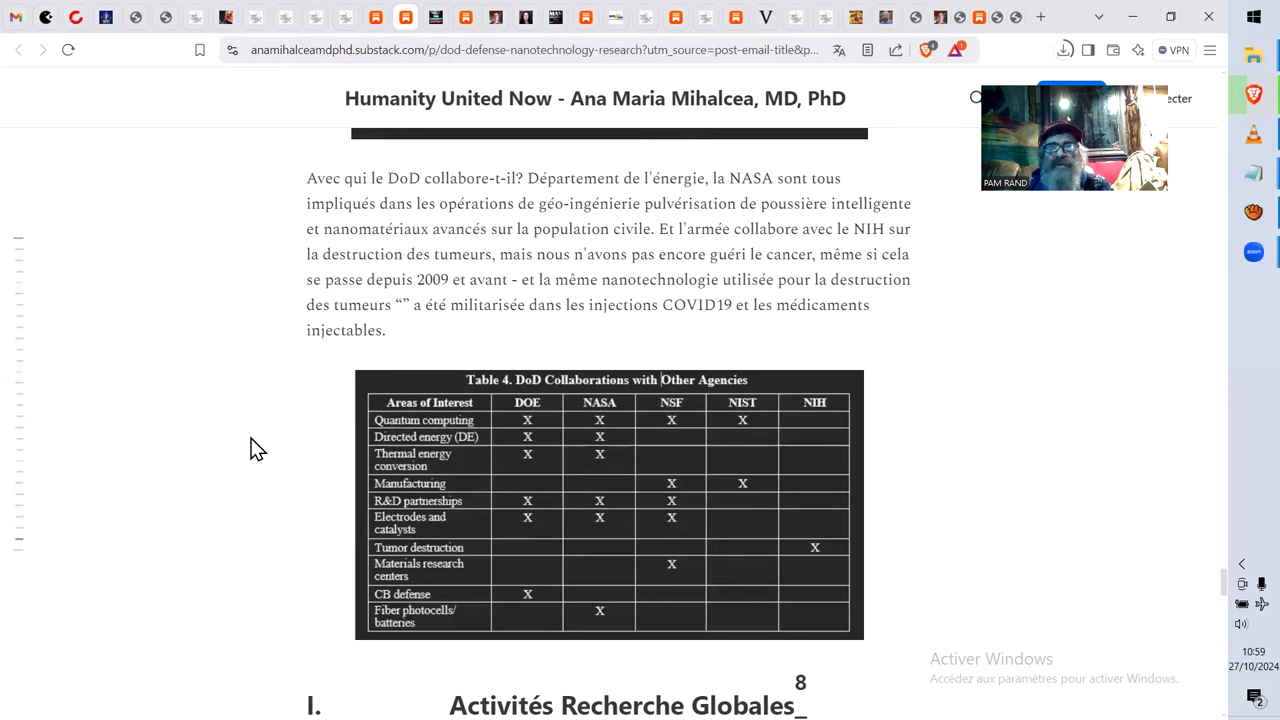 anamihalceamdphd.substack.com/p/dod-defense-nanotechnology-research?utm_source=post-email-title&p...
4
1
VPN
Humanity United Now - Ana Maria Mihalcea, MD, PhD
ecter
PAM RAND
Avec qui le DoD collabore-t-il? Département de l'énergie, la NASA sont tous
impliqués dans les opérations de géo-ingénierie pulvérisation de poussière intelligente
et nanomatériaux avancés sur la population civile. Et l'armée collabore avec le NIH sur
la destruction des tumeurs, mais nous n'avons pas encore guéri le cancer, même si cela
se passe depuis 2009 et avant - et la même nanotechnologie utilisée pour la destruction
des tumeurs “” a été militarisée dans les injections COVID19 et les médicaments
injectables.
Table 4. DoD Collaborations with Other Agencies
Areas of Interest DOE NASA NSF NIST NIH
Quantum computing X X X X
Directed energy (DE) X X
Thermal energy conversion X X
Manufacturing X X
R&D partnerships X X X
Electrodes and catalysts X X X
Tumor destruction X
Materials research centers X
CB defense X
Fiber photocells/ batteries X
8
I. Activités Recherche Globales_
Activer Windows
Accédez aux paramètres pour activer Windows.
zoom
10:59
27/10/2024
2